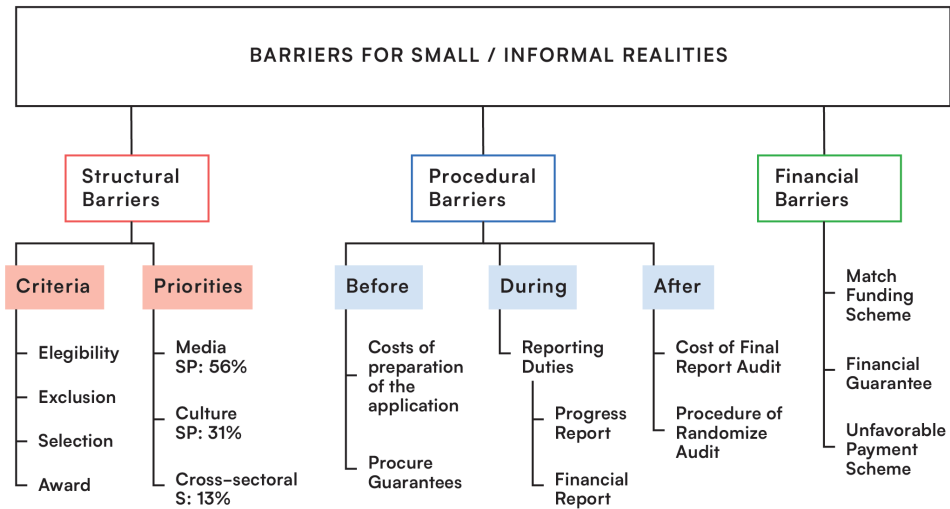 BARRIERS FOR SMALL / INFORMAL REALITIES
Structural
Barriers
Procedural
Barriers
Financial
Barriers
Criteria
Priorities
Before
During
After
Elegibility
Exclusion
Selection
Award
Media
SP: 56%
Culture
SP: 31%
Cross-sectoral
S: 13%
Costs of
preparation
of the
application
Procure
Guarantees
Reporting
Duties
Progress
Report
Financial
Report
Cost of Final
Report Audit
Procedure of
Randomize
Audit
Match
Funding
Scheme
Financial
Guarantee
Unfavorable
Payment
Scheme